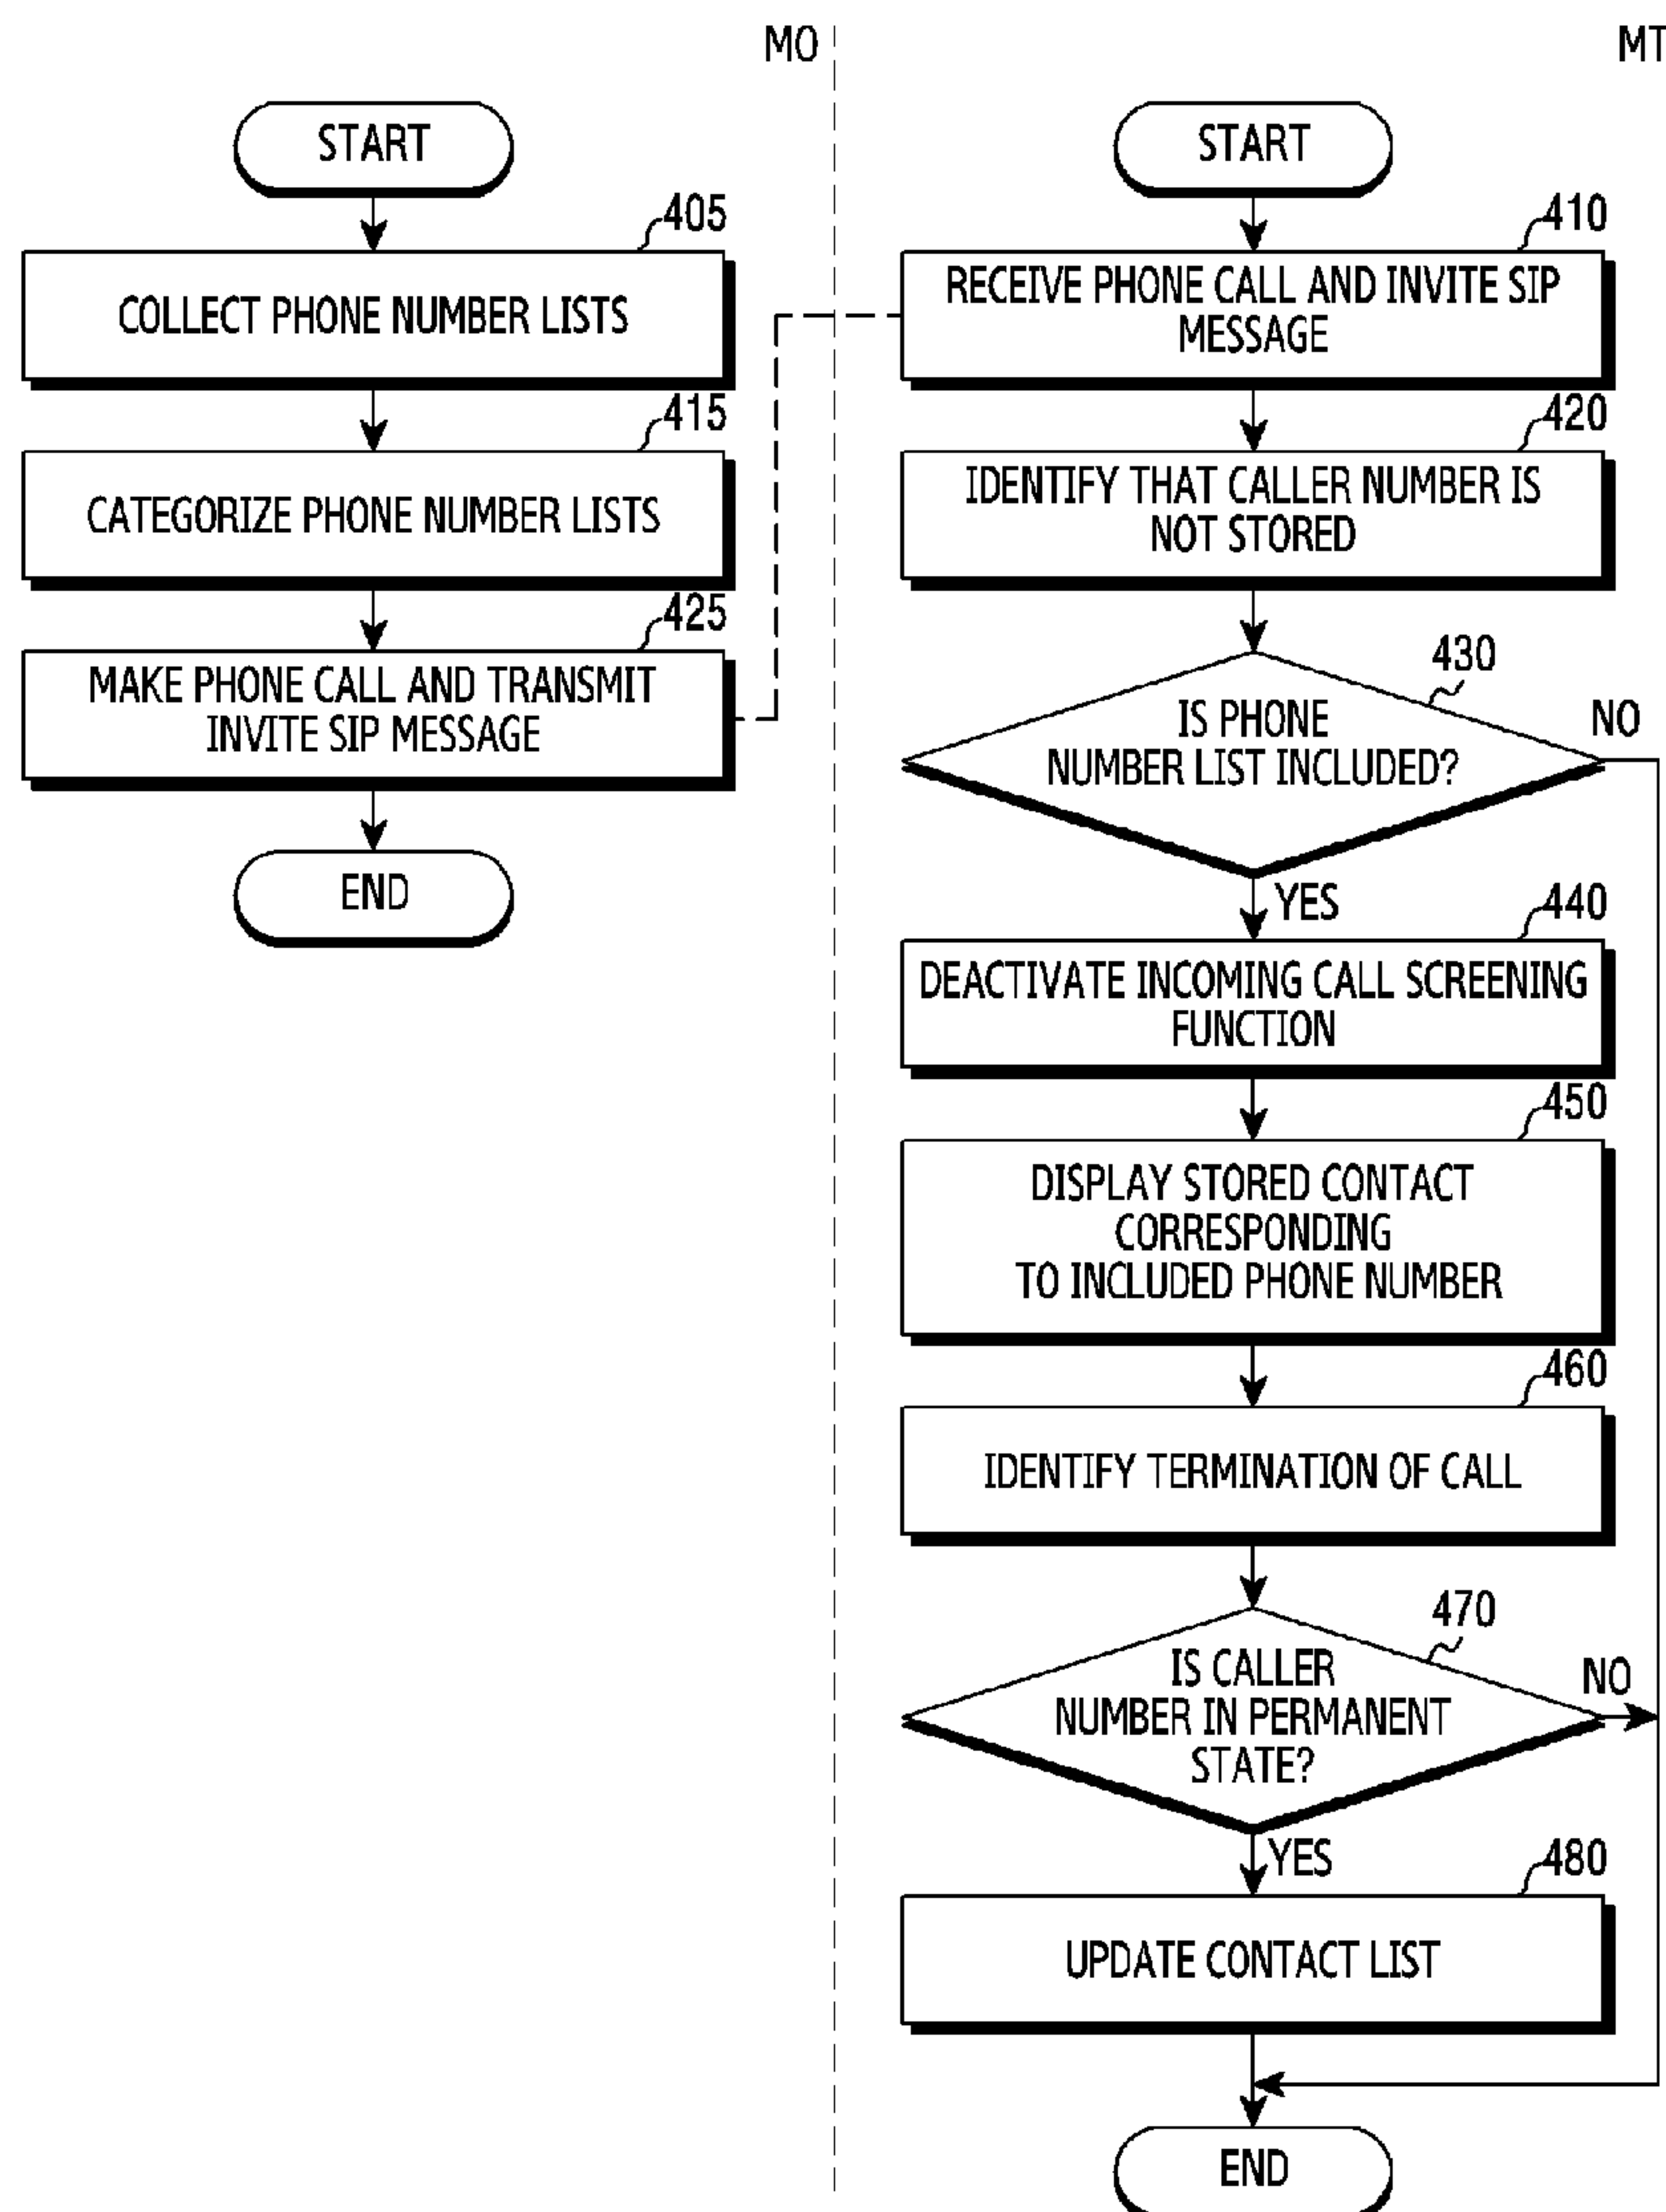 MO
START
405
COLLECT PHONE NUMBER LISTS
415
CATEGORIZE PHONE NUMBER LISTS
425
MAKE PHONE CALL AND TRANSMIT
INVITE SIP MESSAGE
END
MT
START
410
RECEIVE PHONE CALL AND INVITE SIP
MESSAGE
420
IDENTIFY THAT CALLER NUMBER IS
NOT STORED
430
IS PHONE
NUMBER LIST INCLUDED?
NO
YES
440
DEACTIVATE INCOMING CALL SCREENING
FUNCTION
450
DISPLAY STORED CONTACT
CORRESPONDING
TO INCLUDED PHONE NUMBER
460
IDENTIFY TERMINATION OF CALL
470
IS CALLER
NUMBER IN PERMANENT
STATE?
NO
YES
480
UPDATE CONTACT LIST
END